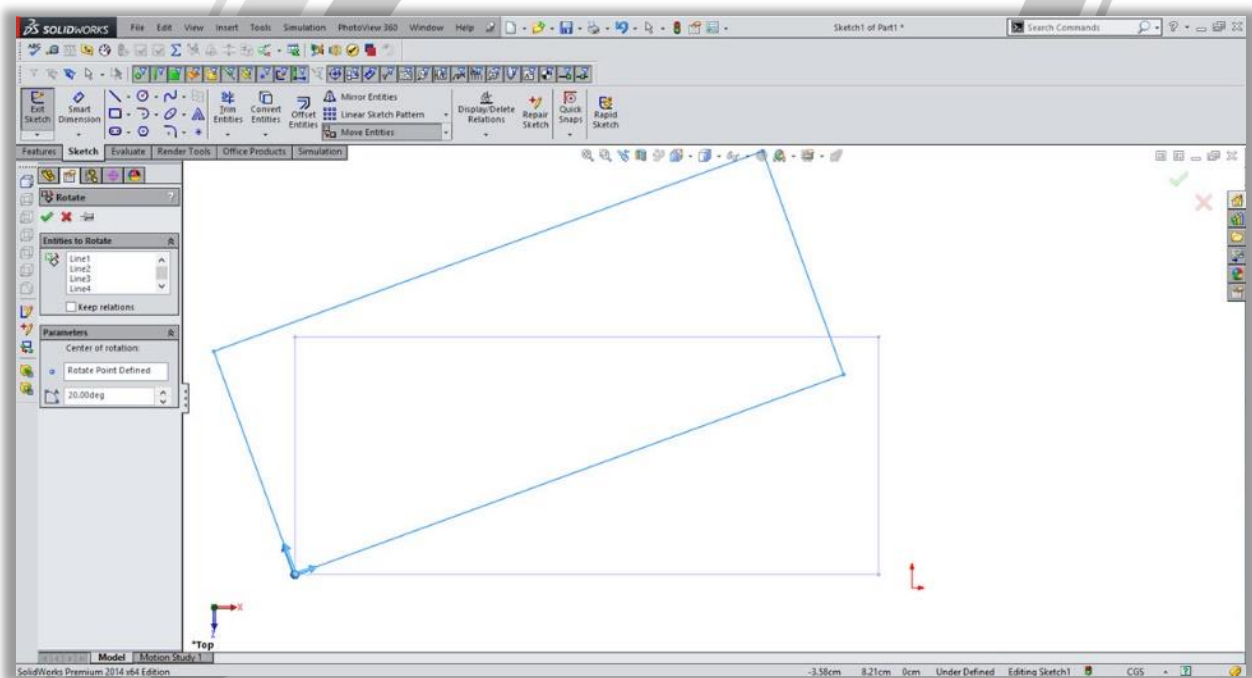 SOLIDWORKS File Edit View Insert Tools Simulation PhotoView 360 Window Help Sketch1 of Part1 * Search Commands
Exit Sketch
Smart Dimension
Trim Entities
Convert Entities
Offset Entities
Mirror Entities
Linear Sketch Pattern
Move Entities
Display/Delete Relations
Repair Sketch
Quick Snaps
Rapid Sketch
Features Sketch Evaluate Render Tools Office Products Simulation
Rotate ?
Entities to Rotate
Line1
Line2
Line3
Line4
Keep relations
Parameters
Center of rotation:
Rotate Point Defined
20.00deg
X
Z
*Top
Model Motion Study 1
SolidWorks Premium 2014 x64 Edition -3.58cm 8.21cm 0cm Under Defined Editing Sketch1 CGS ?